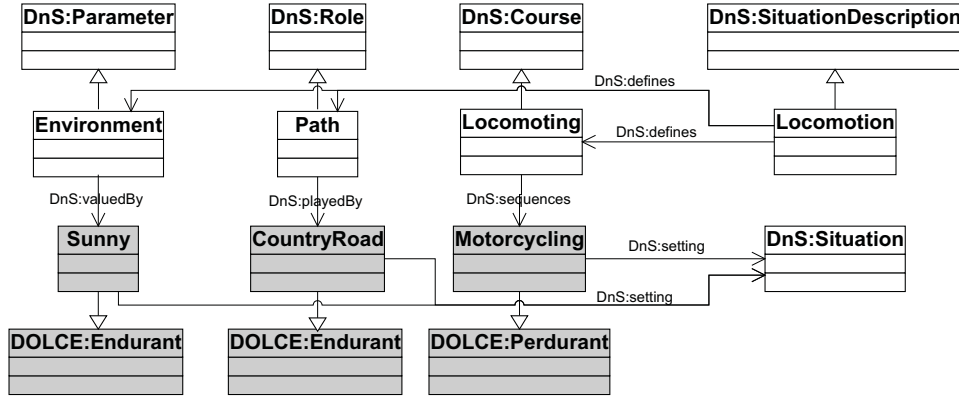 DnS:Parameter
DnS:Role
DnS:Course
DnS:SituationDescription
DnS:defines
Environment
Path
Locomoting
Locomotion
DnS:defines
DnS:valuedBy
DnS:playedBy
DnS:sequences
Sunny
CountryRoad
Motorcycling
DnS:setting
DnS:Situation
DnS:setting
DOLCE:Endurant
DOLCE:Endurant
DOLCE:Perdurant